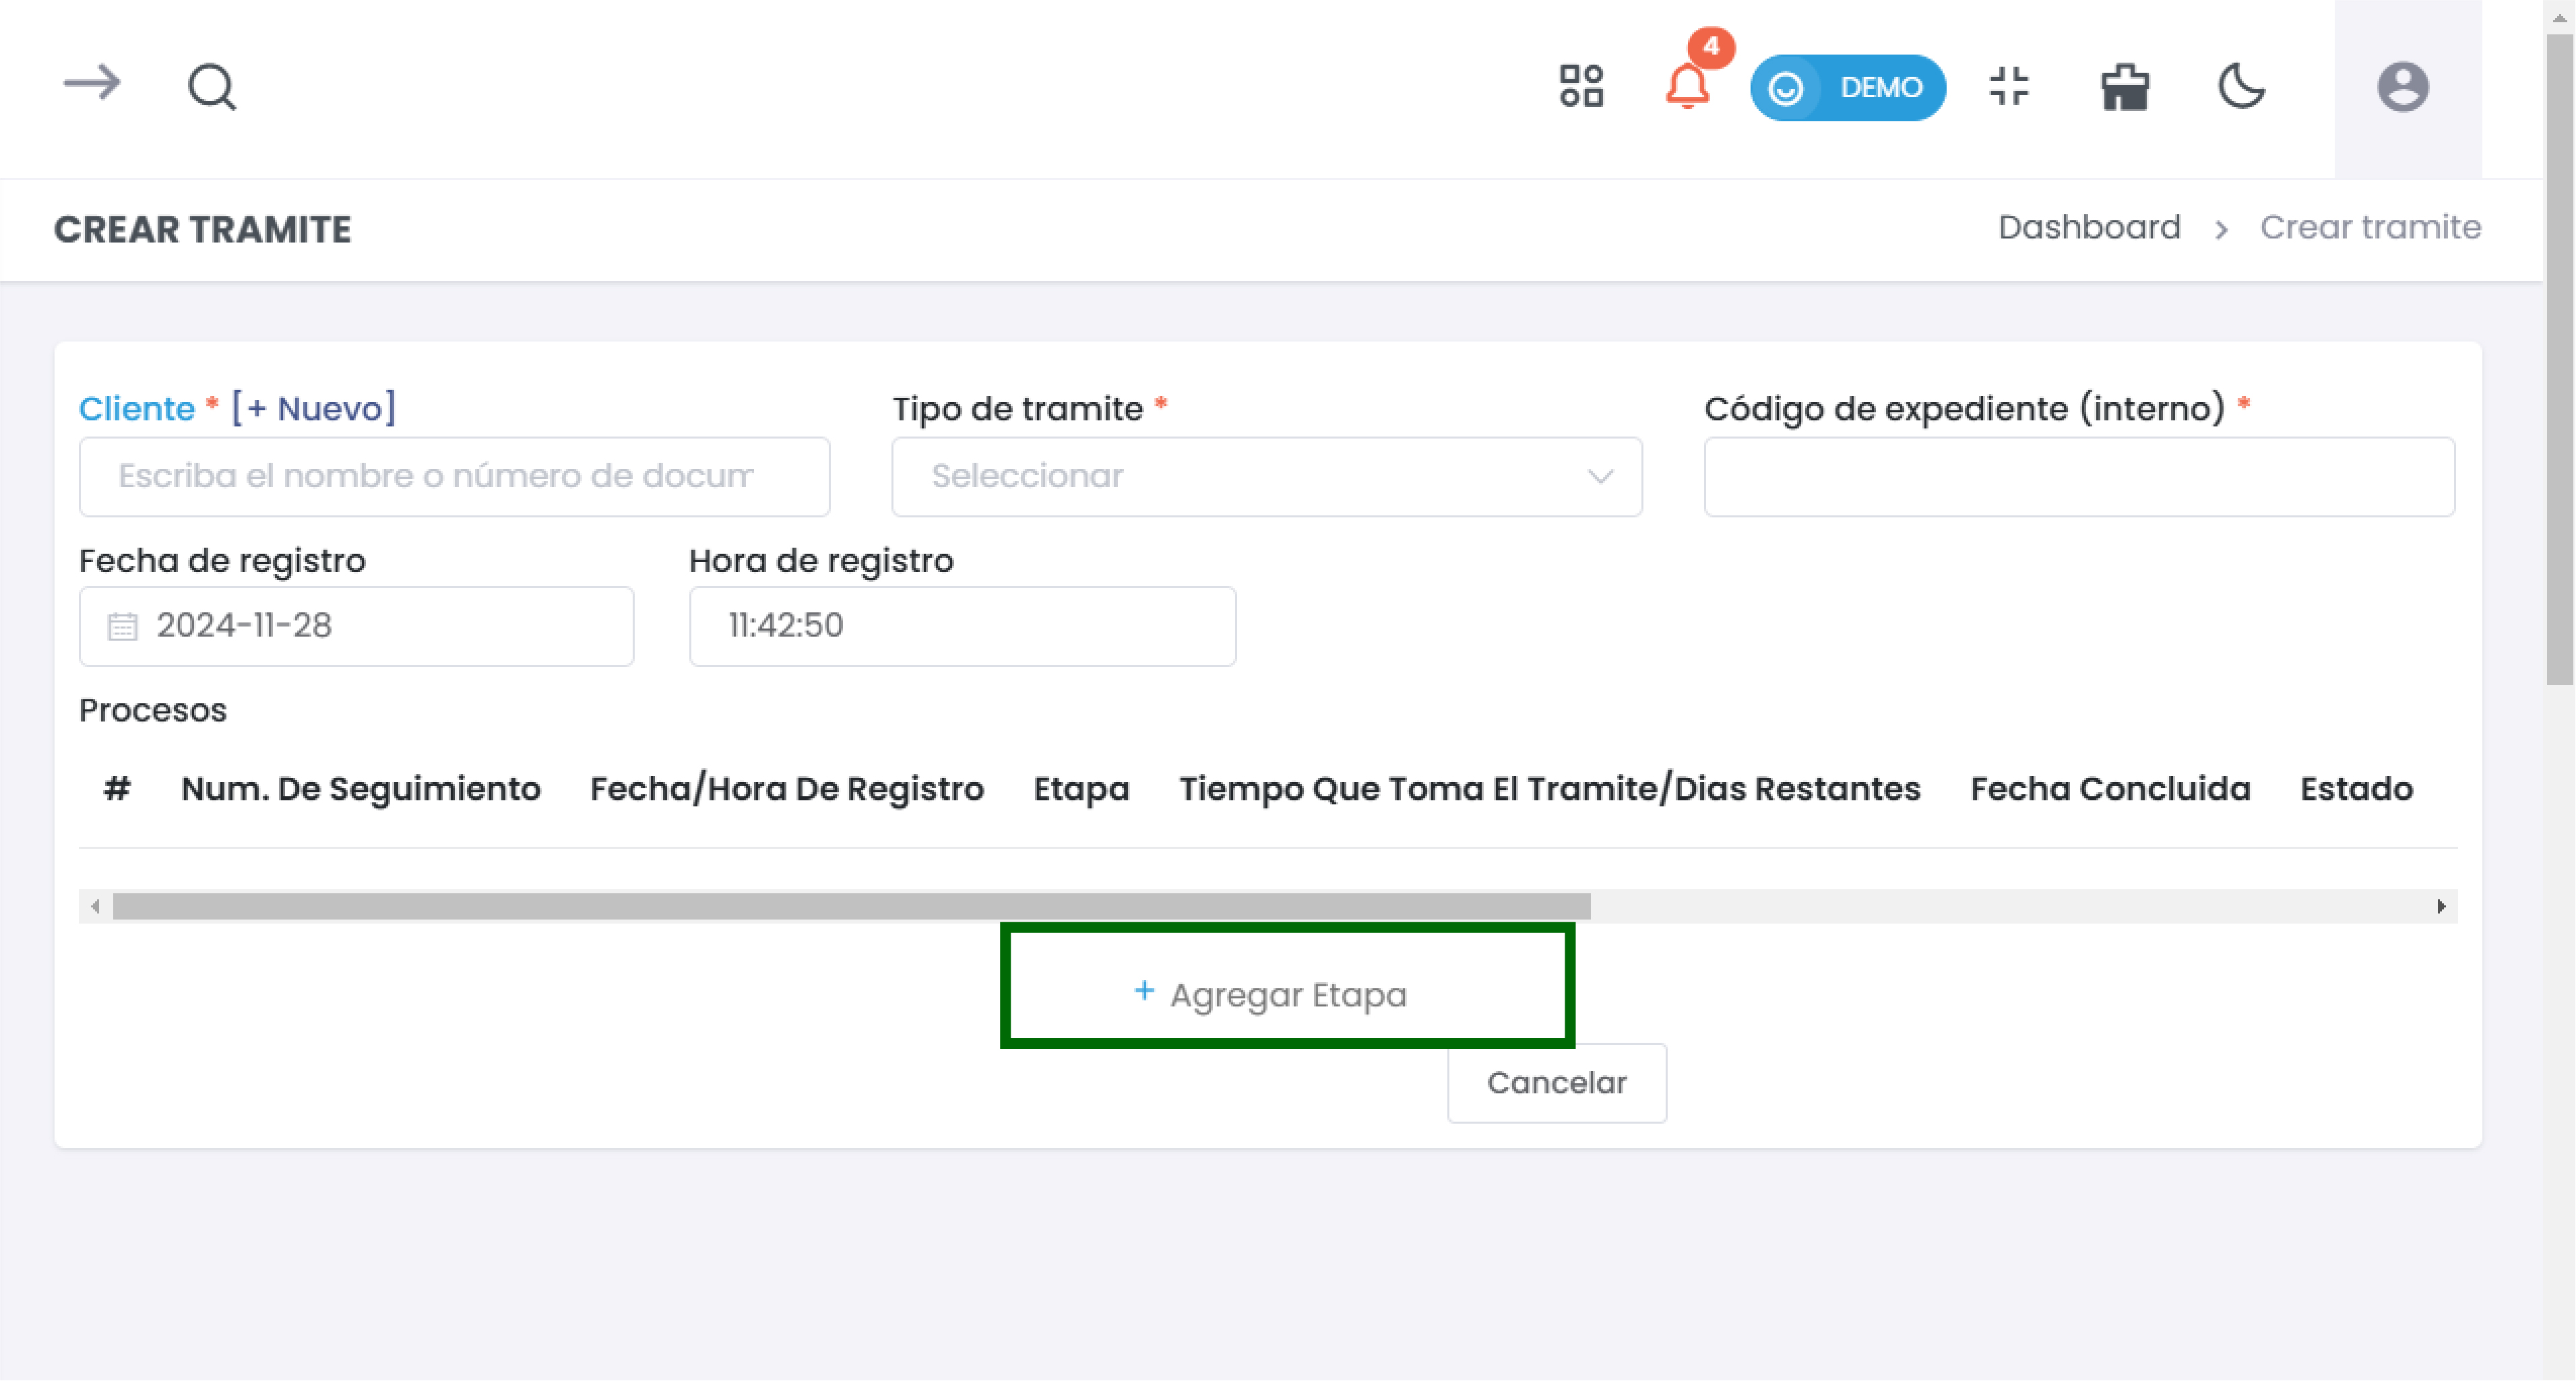 4
DEMO
CREAR TRAMITE
Dashboard > Crear tramite
Cliente * [+ Nuevo]
Tipo de tramite *
Código de expediente (interno) *
Escriba el nombre o número de docum
Seleccionar
Fecha de registro
Hora de registro
2024-11-28
11:42:50
Procesos
# Num. De Seguimiento Fecha/Hora De Registro Etapa Tiempo Que Toma El Tramite/Dias Restantes Fecha Concluida Estado
+ Agregar Etapa
Cancelar